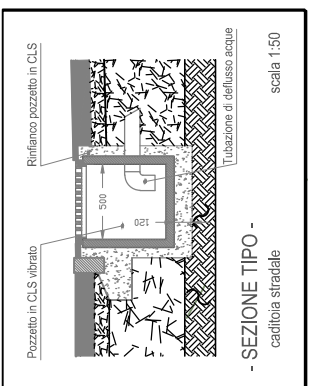 Pozzetto in CLS vibrato
Rinfianco pozzetto in CLS
500
120
Tubazione di deflusso acque
- SEZIONE TIPO -
caditoia stradale
scala 1:50